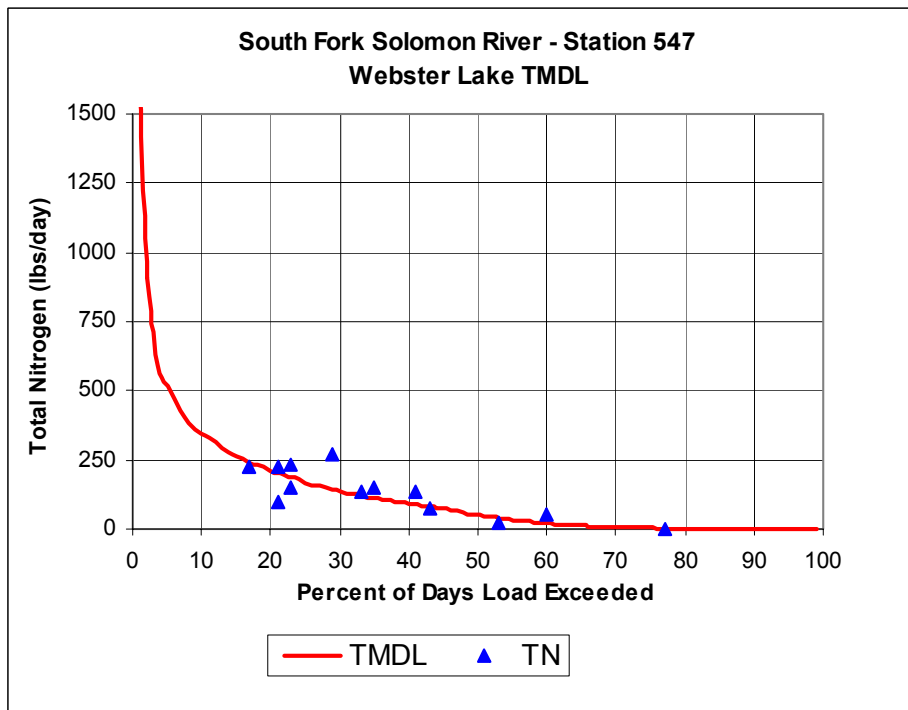 South Fork Solomon River - Station 547
Webster Lake TMDL
1500
1250
1000
750
500
250
0
Total Nitrogen (lbs/day)
0 10 20 30 40 50 60 70 80 90 100
Percent of Days Load Exceeded
TMDL TN